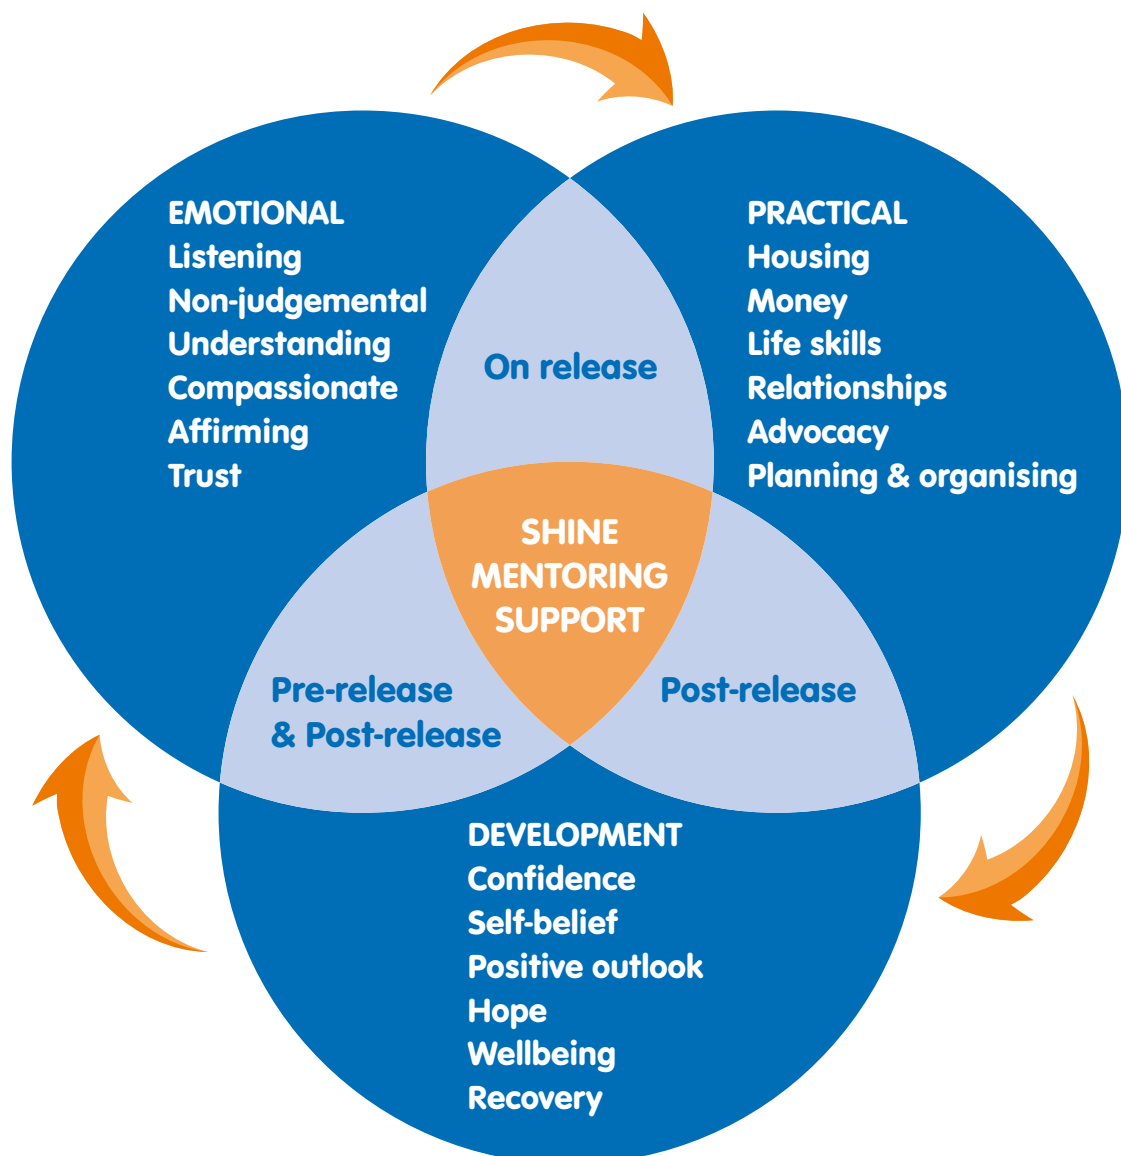 EMOTIONAL
Listening
Non-judgemental
Understanding
Compassionate
Affirming
Trust
PRACTICAL
Housing
Money
Life skills
Relationships
Advocacy
Planning & organising
On release
SHINE
MENTORING
SUPPORT
Pre-release
& Post-release
Post-release
DEVELOPMENT
Confidence
Self-belief
Positive outlook
Hope
Wellbeing
Recovery